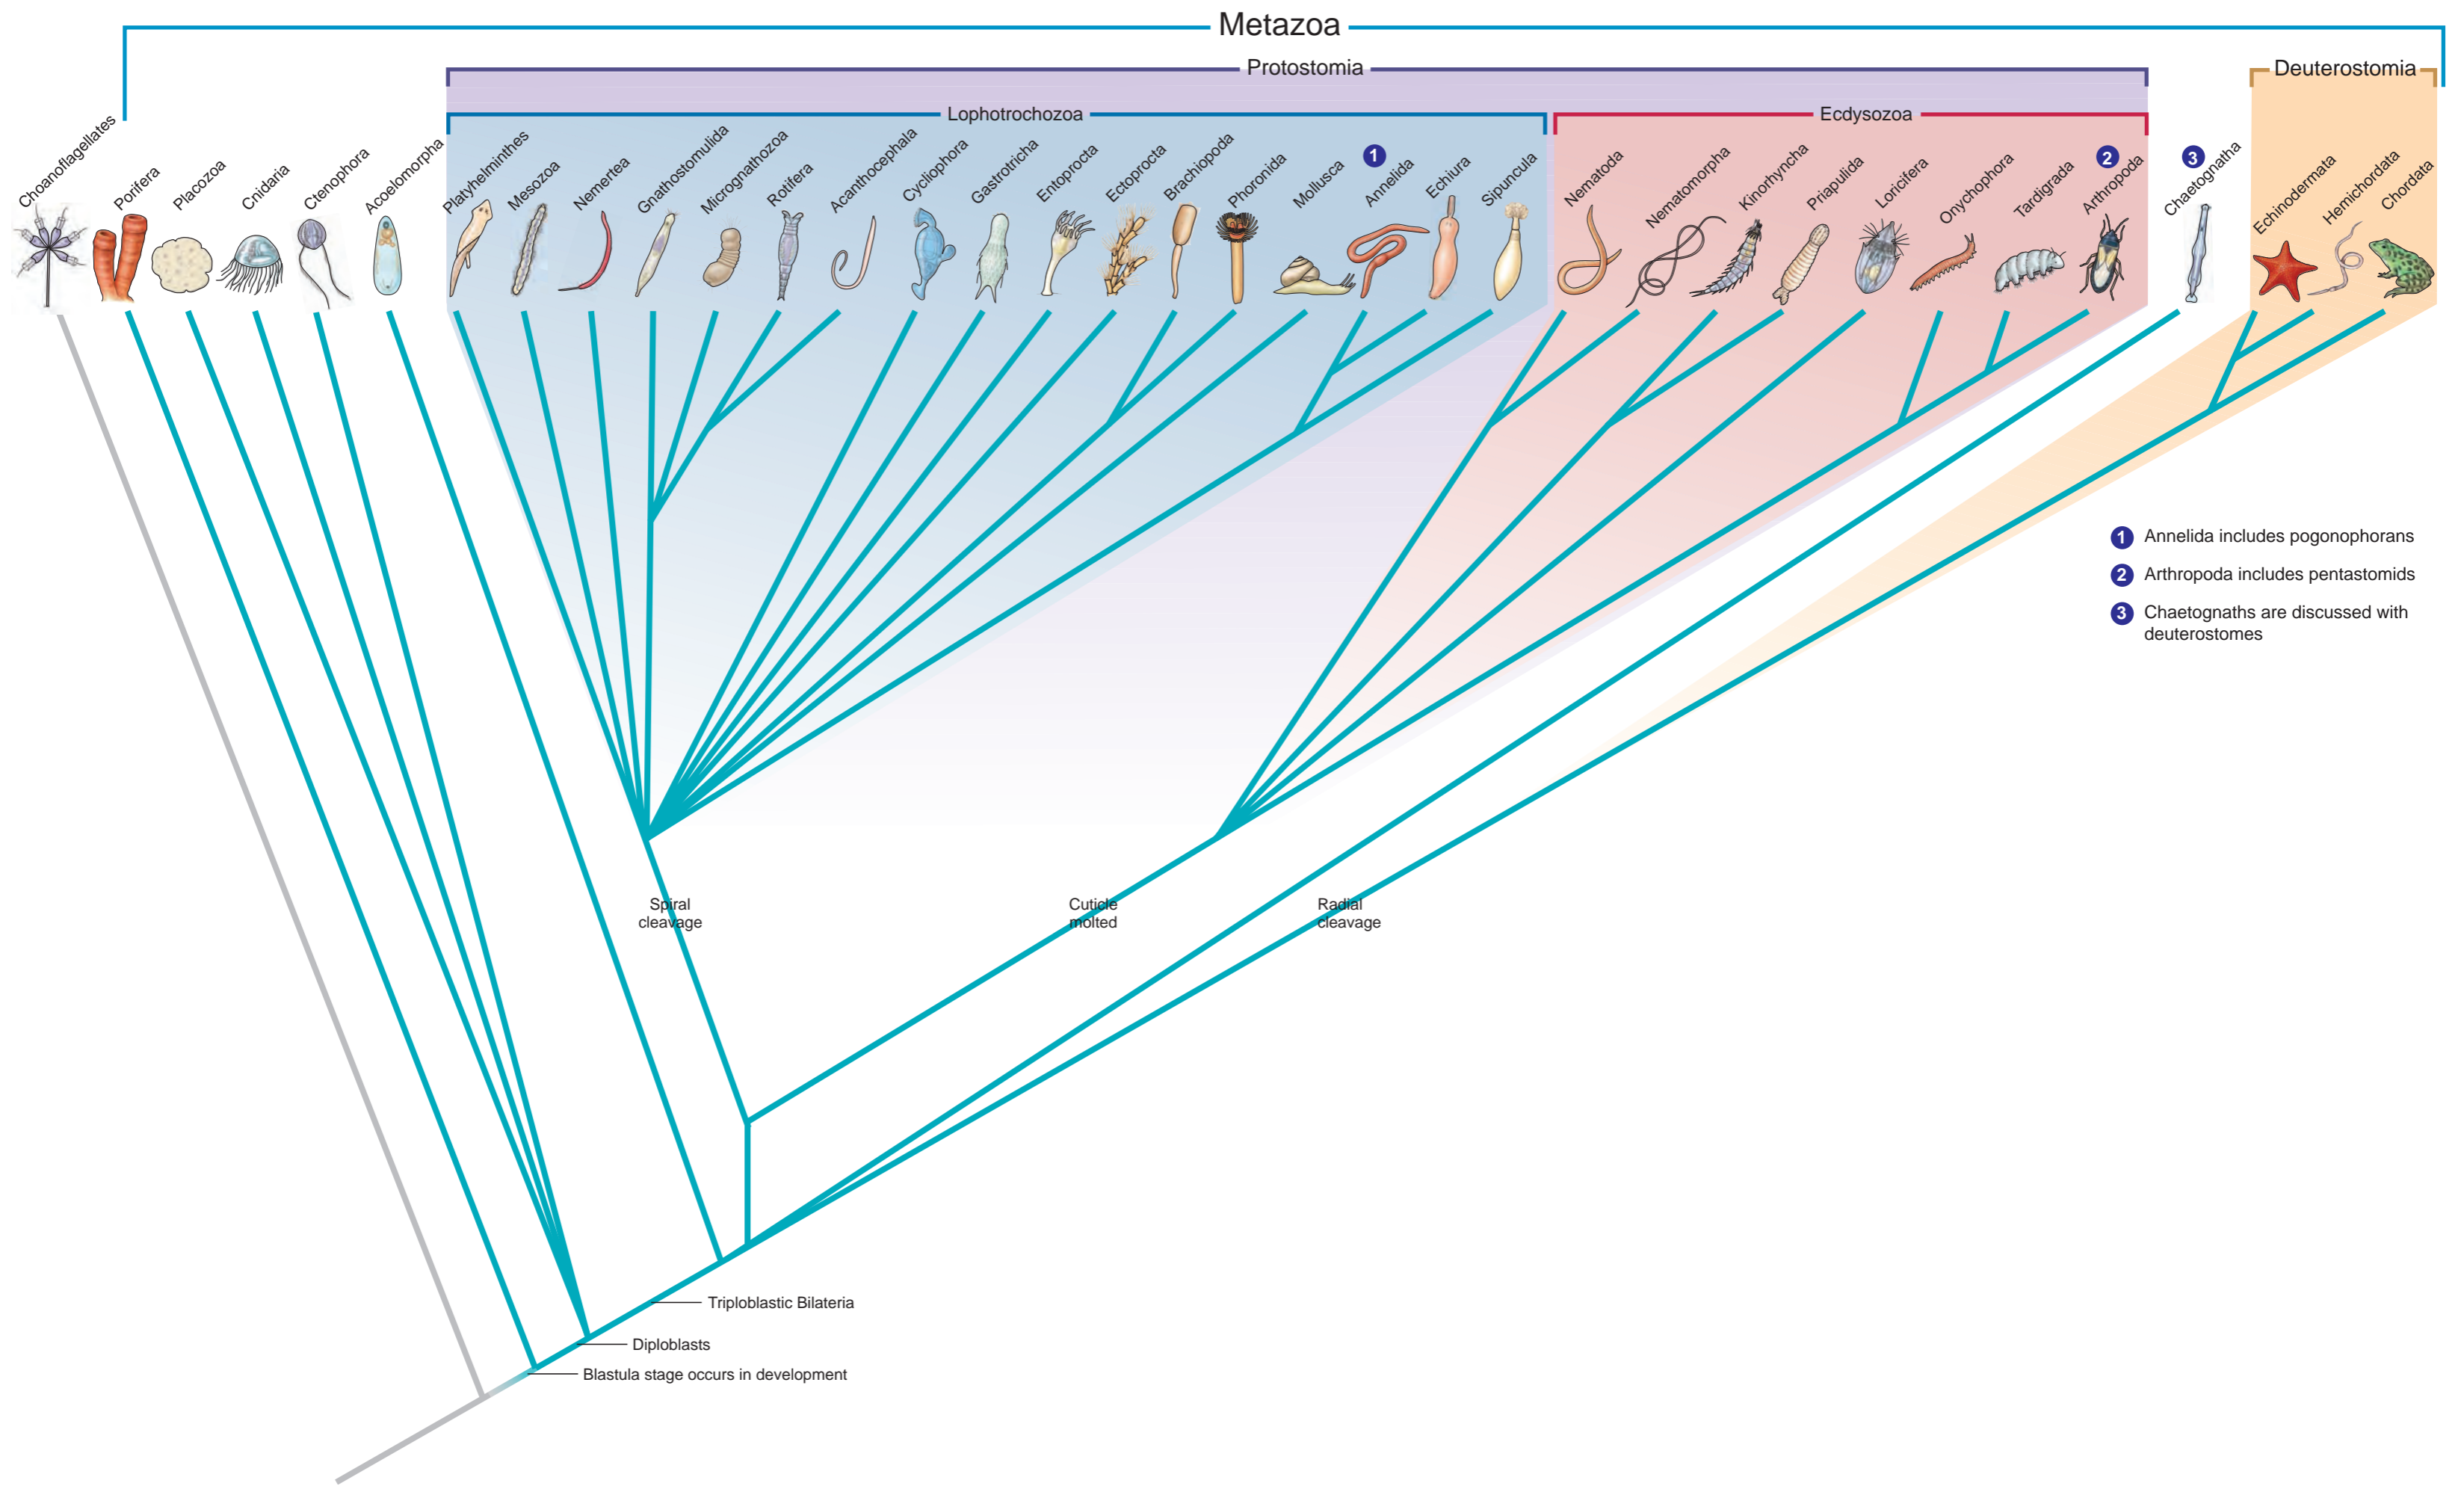 Metazoa
Protostomia
Deuterostomia
Lophotrochozoa
Ecdysozoa
Choanoflagellates
Porifera
Placozoa
Cnidaria
Ctenophora
Acoelomorpha
Platyhelminthes
Mesozoa
Nemertea
Gnathostomulida
Micrognathozoa
Rotifera
Acanthocephala
Cycliophora
Gastrotricha
Entoprocta
Ectoprocta
Brachiopoda
Phoronida
Mollusca
1
Annelida
Echiura
Sipuncula
Nematoda
Nematomorpha
Kinorhyncha
Priapulida
Loricifera
Onychophora
Tardigrada
2
Arthropoda
3
Chaetognatha
Echinodermata
Hemichordata
Chordata
1 Annelida includes pogonophorans
2 Arthropoda includes pentastomids
3 Chaetognaths are discussed with
deuterostomes
Spiral
cleavage
Cuticle
molted
Radial
cleavage
Triploblastic Bilateria
Diploblasts
Blastula stage occurs in development